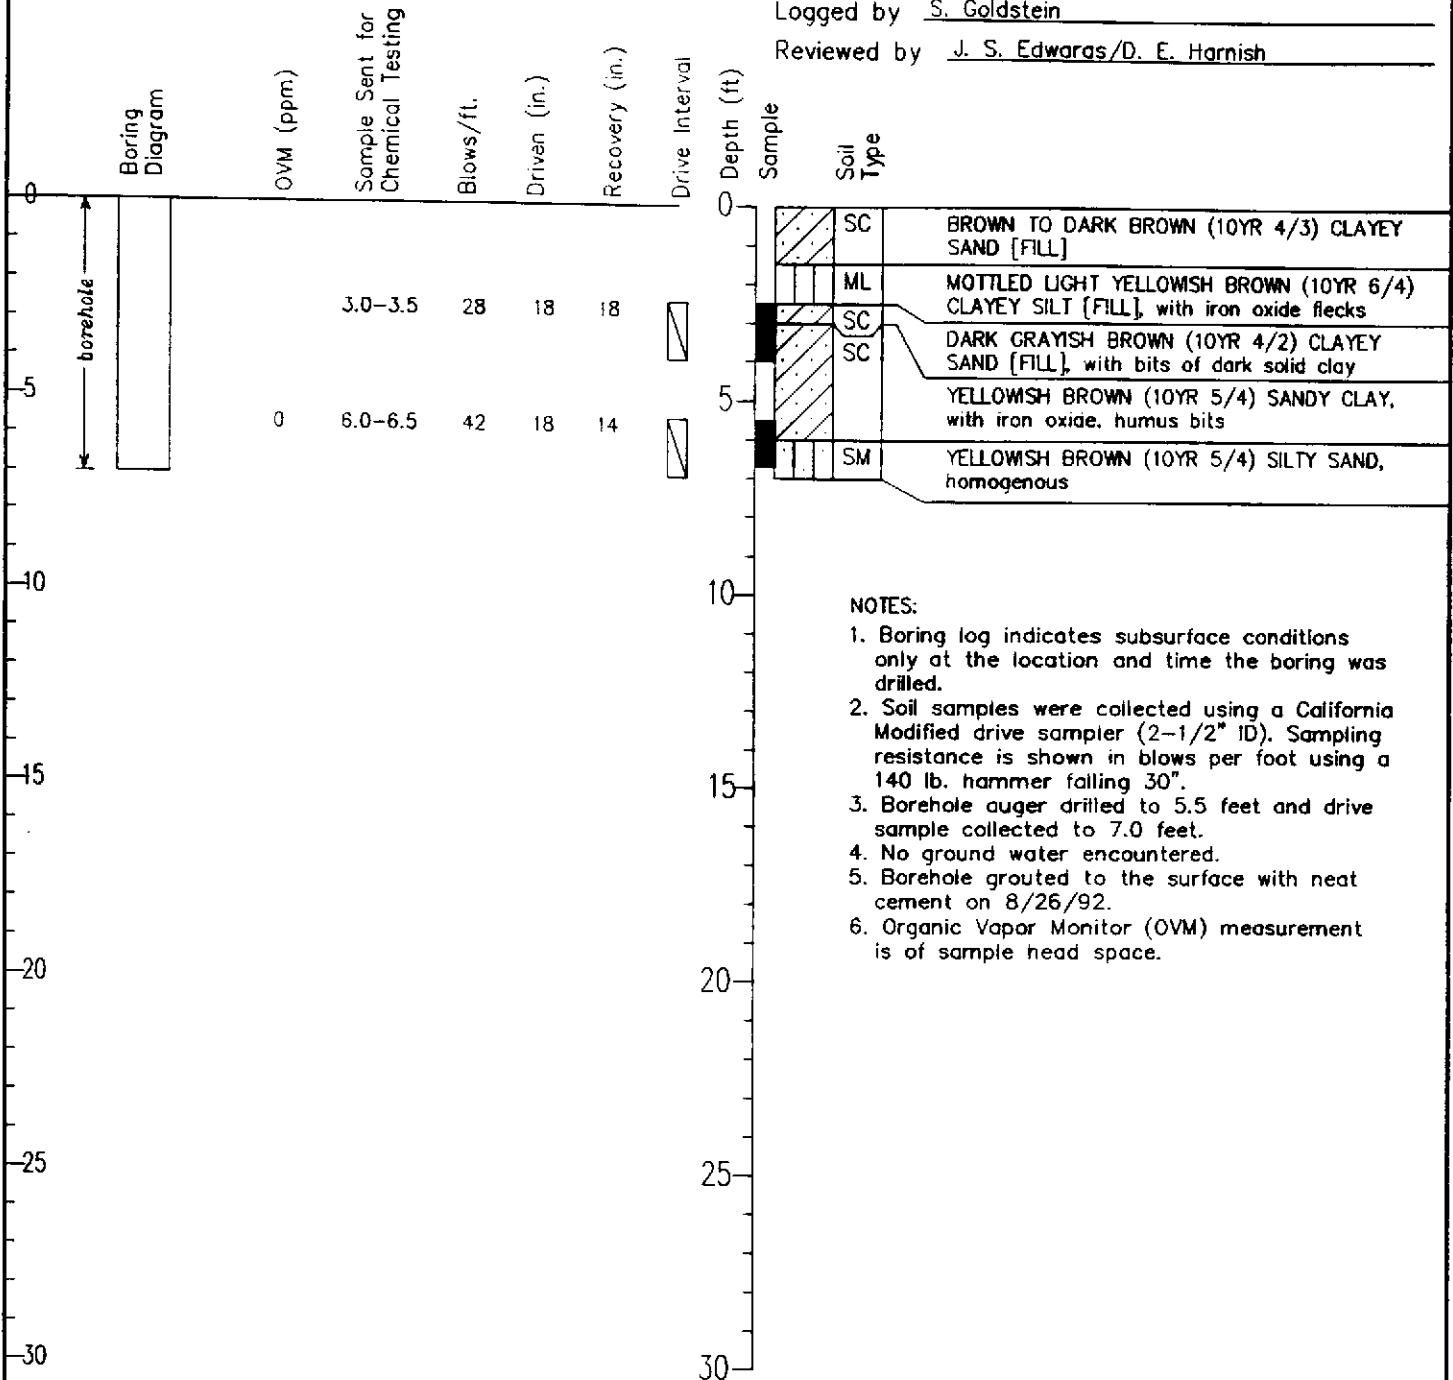 Logged by S. Goldstein
Reviewed by J. S. Edwaras/D. E. Harnish
Boring
Diagram
OVM (ppm)
Sample Sent for
Chemical Testing
Blows/ft.
Driven (in.)
Recovery (in.)
Drive Interval
Depth (ft)
Sample
Soil
Type
0
0
SC
BROWN TO DARK BROWN (10YR 4/3) CLAYEY
SAND [FILL]
borehole
ML
MOTTLED LIGHT YELLOWISH BROWN (10YR 6/4)
CLAYEY SILT [FILL], with iron oxide flecks
3.0-3.5 28 18 18
SC
SC
DARK GRAYISH BROWN (10YR 4/2) CLAYEY
SAND [FILL], with bits of dark solid clay
5
5
YELLOWISH BROWN (10YR 5/4) SANDY CLAY,
with iron oxide, humus bits
0 6.0-6.5 42 18 14
SM
YELLOWISH BROWN (10YR 5/4) SILTY SAND,
homogenous
10
10
NOTES:
1. Boring log indicates subsurface conditions
only at the location and time the boring was
drilled.
2. Soil samples were collected using a California
Modified drive sampler (2-1/2" ID). Sampling
resistance is shown in blows per foot using a
140 lb. hammer falling 30".
3. Borehole auger drilled to 5.5 feet and drive
sample collected to 7.0 feet.
4. No ground water encountered.
5. Borehole grouted to the surface with neat
cement on 8/26/92.
6. Organic Vapor Monitor (OVM) measurement
is of sample head space.
15
15
20
20
25
25
30
30